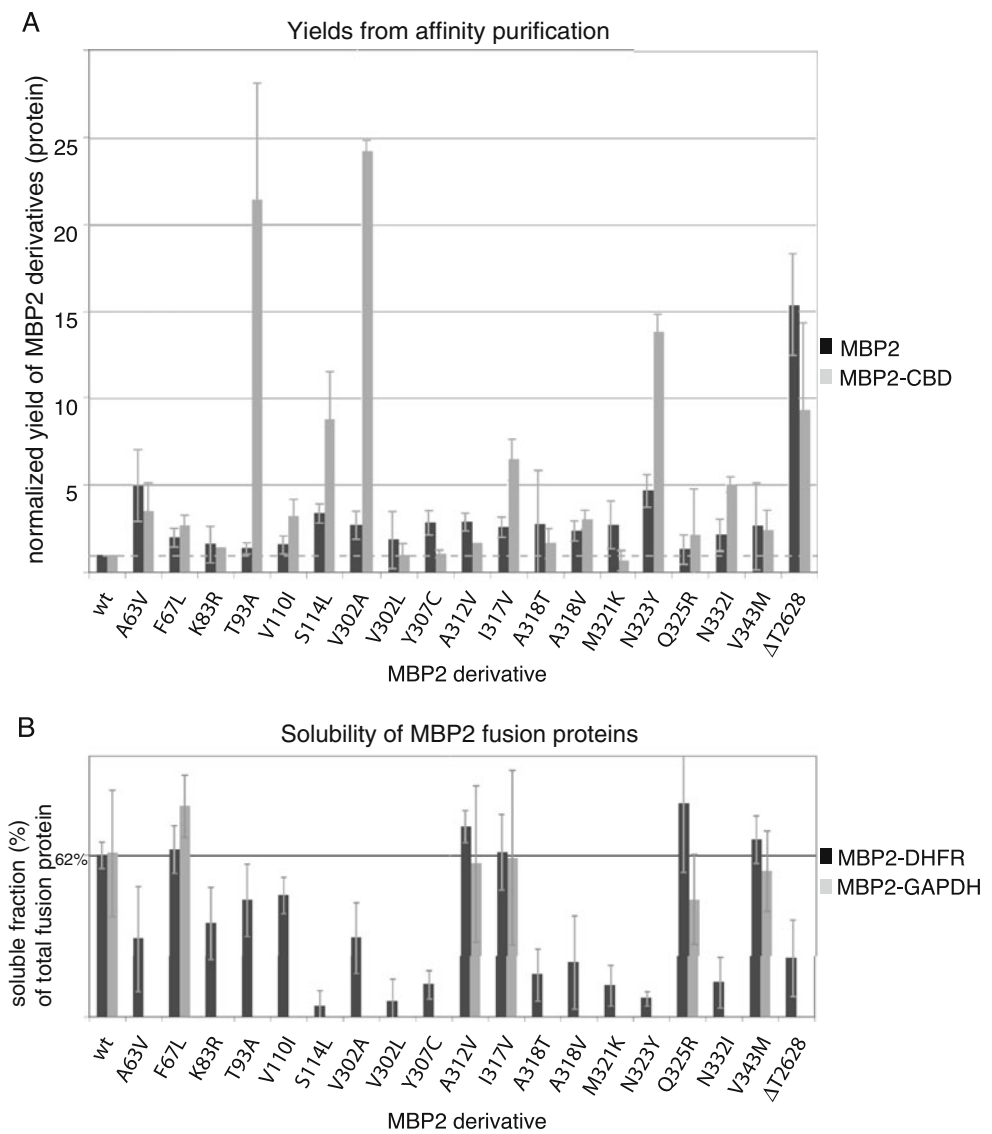 A
Yields from affinity purification
normalized yield of MBP2 derivatives (protein)
25
20
15
10
5
MBP2
MBP2-CBD
wt
A63V
F67L
K83R
T93A
V110I
S114L
V302A
V302L
Y307C
A312V
I317V
A318T
A318V
M321K
N323Y
Q325R
N332I
V343M
ΔT2628
MBP2 derivative
B
Solubility of MBP2 fusion proteins
soluble fraction (%)
of total fusion protein
62%
MBP2-DHFR
MBP2-GAPDH
wt
A63V
F67L
K83R
T93A
V110I
S114L
V302A
V302L
Y307C
A312V
I317V
A318T
A318V
M321K
N323Y
Q325R
N332I
V343M
ΔT2628
MBP2 derivative